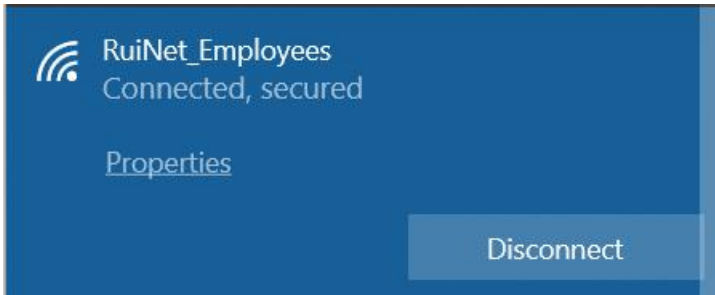 RuiNet_Employees
Connected, secured
Properties
Disconnect